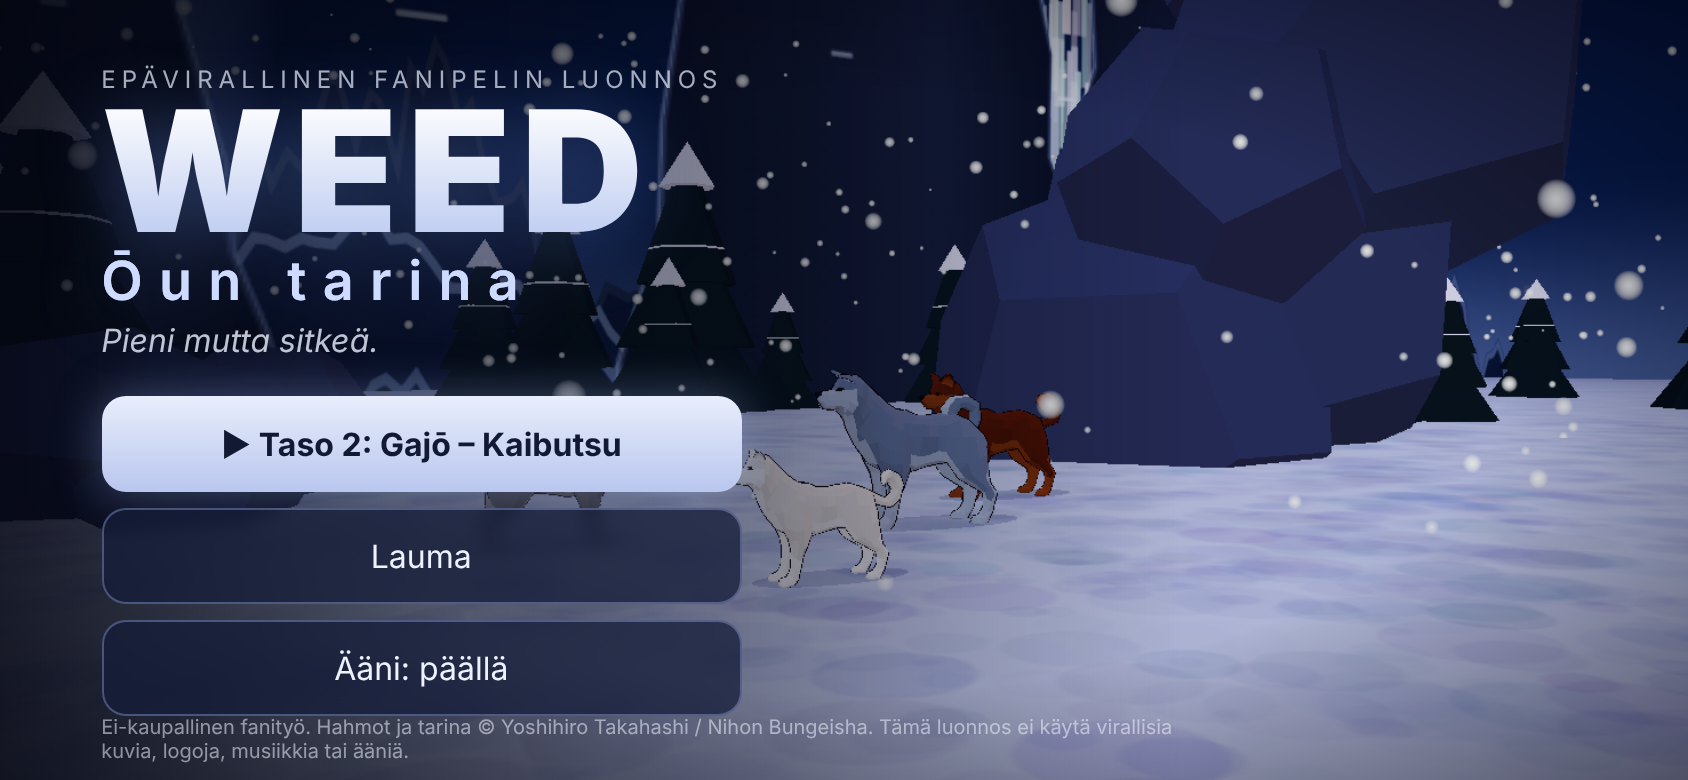 EPÄVIRALLINEN FANIPELIN LUONNOS
WEED
Ōun tarina
Pieni mutta sitkeä.
▶ Taso 2: Gajō – Kaibutsu
Lauma
Ääni: päällä
Ei-kaupallinen fanityö. Hahmot ja tarina © Yoshihiro Takahashi / Nihon Bungeisha. Tämä luonnos ei käytä virallisia
kuvia, logoja, musiikkia tai ääniä.